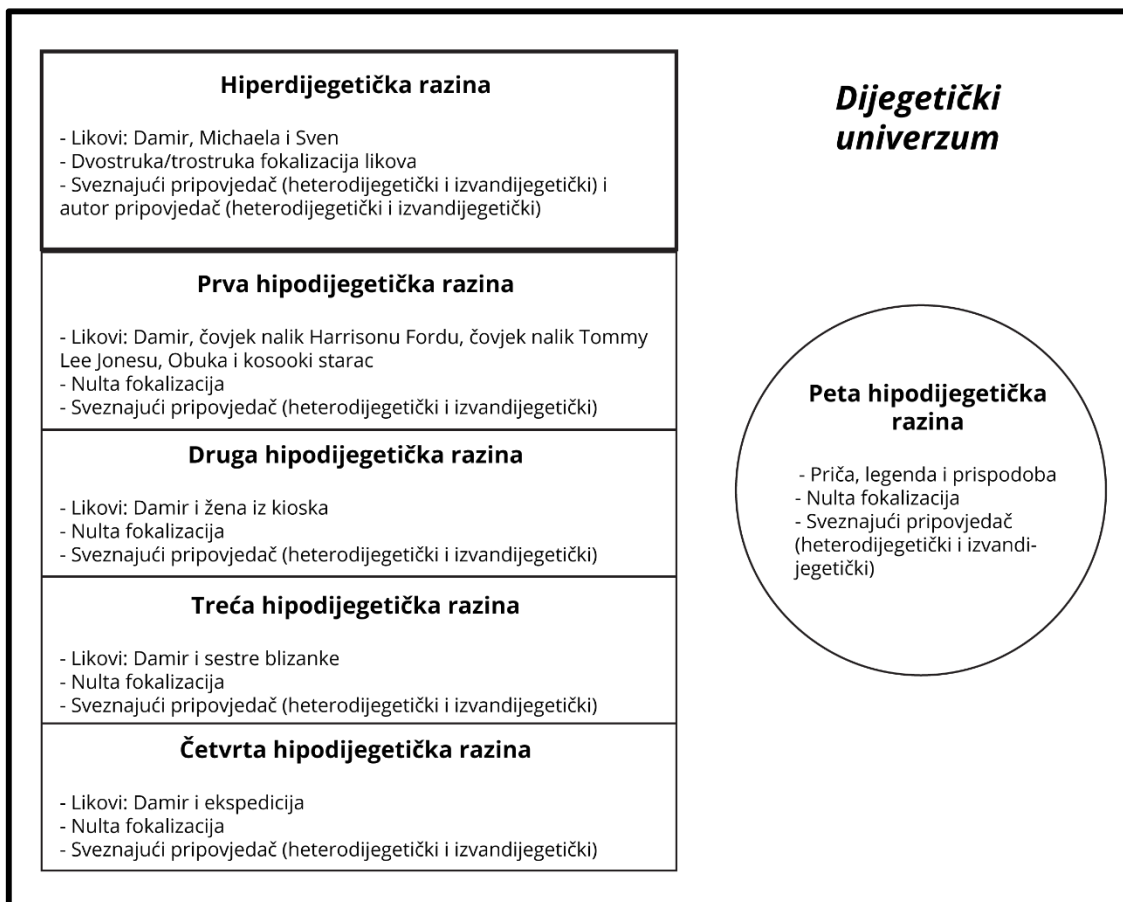 Hiperdijegetička razina
- Likovi: Damir, Michaela i Sven
- Dvostruka/trostruka fokalizacija likova
- Sveznajući pripovjedač (heterodijegetički i izvandijegetički) i
autor pripovjedač (heterodijegetički i izvandijegetički)
Prva hipodijegetička razina
- Likovi: Damir, čovjek nalik Harrisonu Fordu, čovjek nalik Tommy
Lee Jonesu, Obuka i kosooki starac
- Nulta fokalizacija
- Sveznajući pripovjedač (heterodijegetički i izvandijegetički)
Druga hipodijegetička razina
- Likovi: Damir i žena iz kioska
- Nulta fokalizacija
- Sveznajući pripovjedač (heterodijegetički i izvandijegetički)
Treća hipodijegetička razina
- Likovi: Damir i sestre blizanke
- Nulta fokalizacija
- Sveznajući pripovjedač (heterodijegetički i izvandijegetički)
Četvrta hipodijegetička razina
- Likovi: Damir i ekspedicija
- Nulta fokalizacija
- Sveznajući pripovjedač (heterodijegetički i izvandijegetički)
Dijegetički
univerzum
Peta hipodijegetička
razina
- Priča, legenda i prispodoba
- Nulta fokalizacija
- Sveznajući pripovjedač
(heterodijegetički i izvandi-
jegetički)